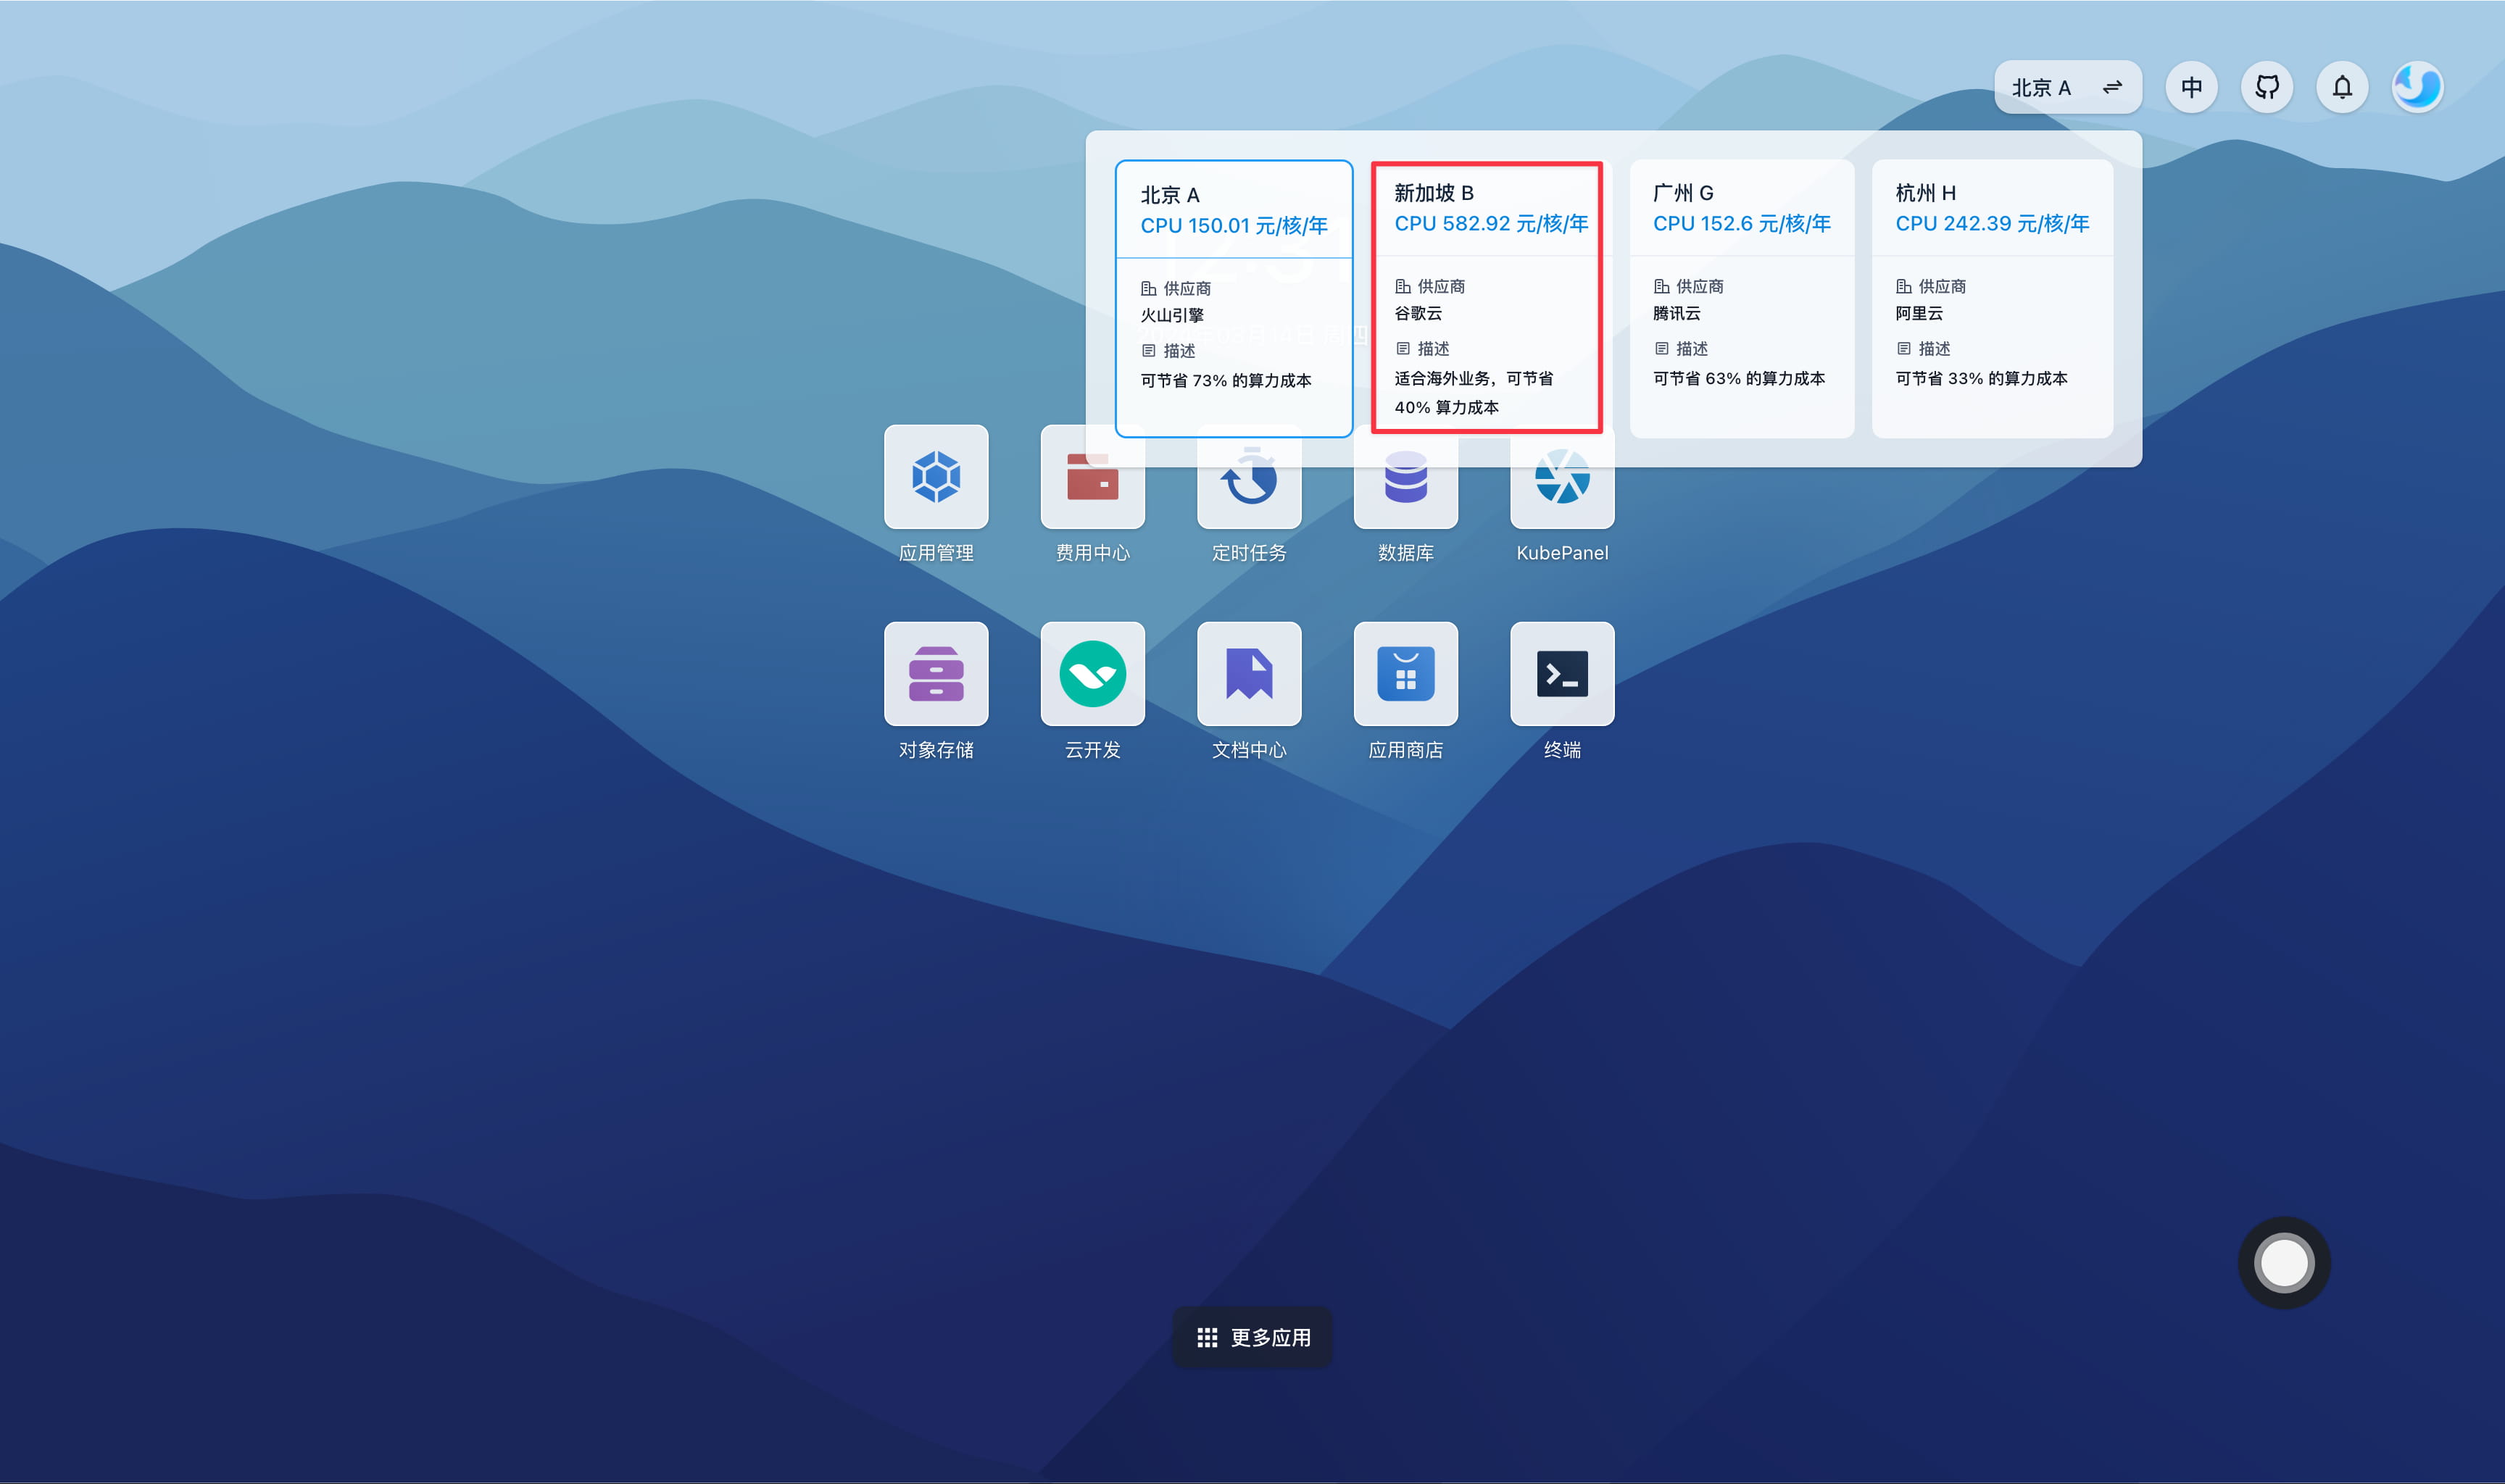 北京 A
中
北京 A
CPU 150.01 元/核/年
供应商
火山引擎
描述
可节省 73% 的算力成本
新加坡 B
CPU 582.92 元/核/年
供应商
谷歌云
描述
适合海外业务，可节省
40% 算力成本
广州 G
CPU 152.6 元/核/年
供应商
腾讯云
描述
可节省 63% 的算力成本
杭州 H
CPU 242.39 元/核/年
供应商
阿里云
描述
可节省 33% 的算力成本
应用管理
费用中心
定时任务
数据库
KubePanel
对象存储
云开发
文档中心
应用商店
终端
更多应用